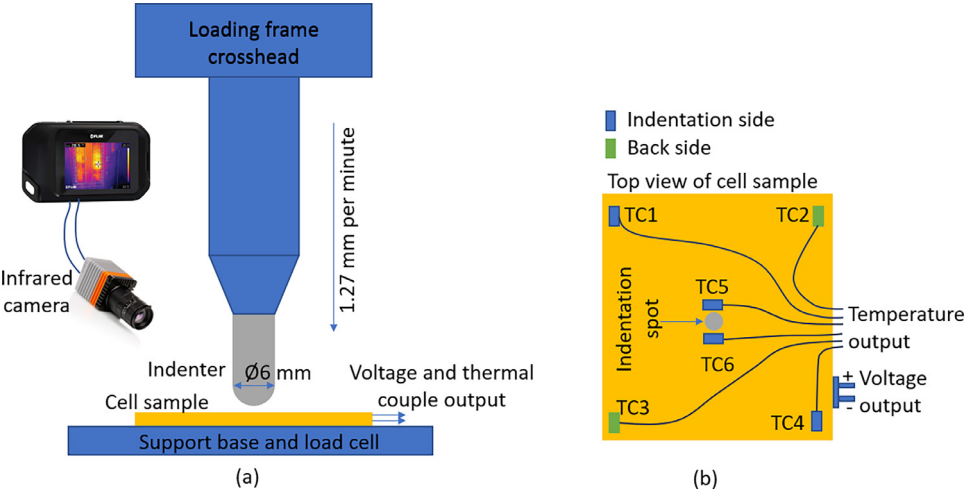 Loading frame
crosshead
FLIR
1.27 mm per minute
Infrared
camera
Indenter
Ø6 mm
Cell sample
Voltage and thermal
couple output
Support base and load cell
(a)
Indentation side
Back side
Top view of cell sample
TC1
TC2
TC5
Indentation
spot
TC6
Temperature
output
+ Voltage
- output
TC3
TC4
(b)